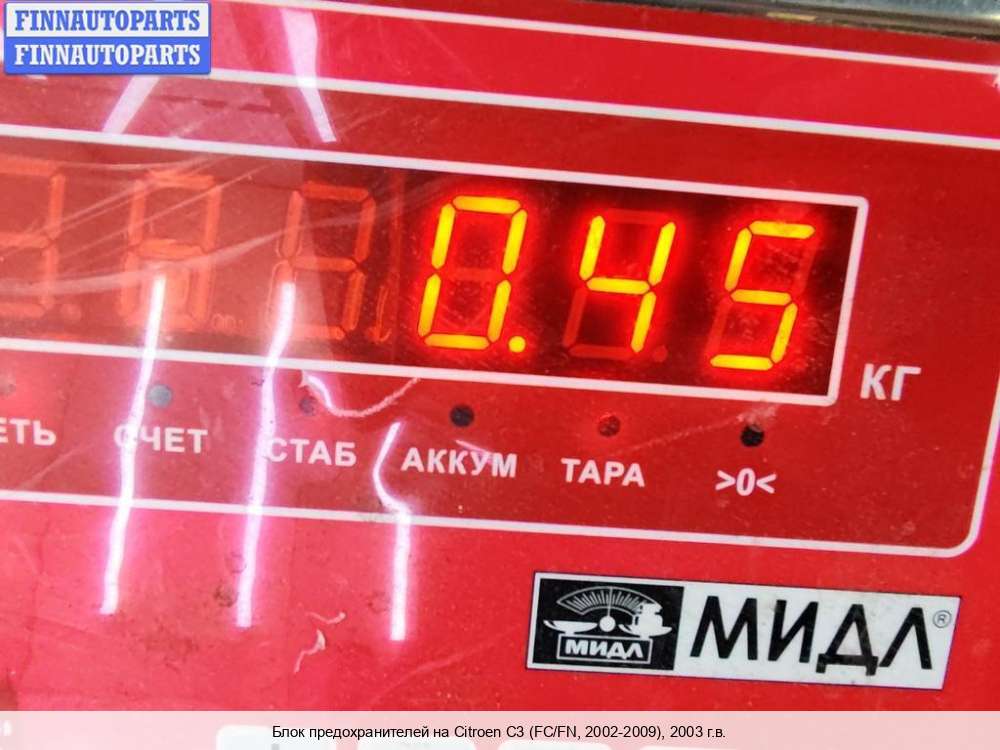 FINNAUTOPARTS
FINNAUTOPARTS
0.45
КГ
СЧЕТ СТАБ АККУМ ТАРА >0<
МИДЛ МИДЛ®
Блок предохранителей на Citroen C3 (FC/FN, 2002-2009), 2003 г.в.